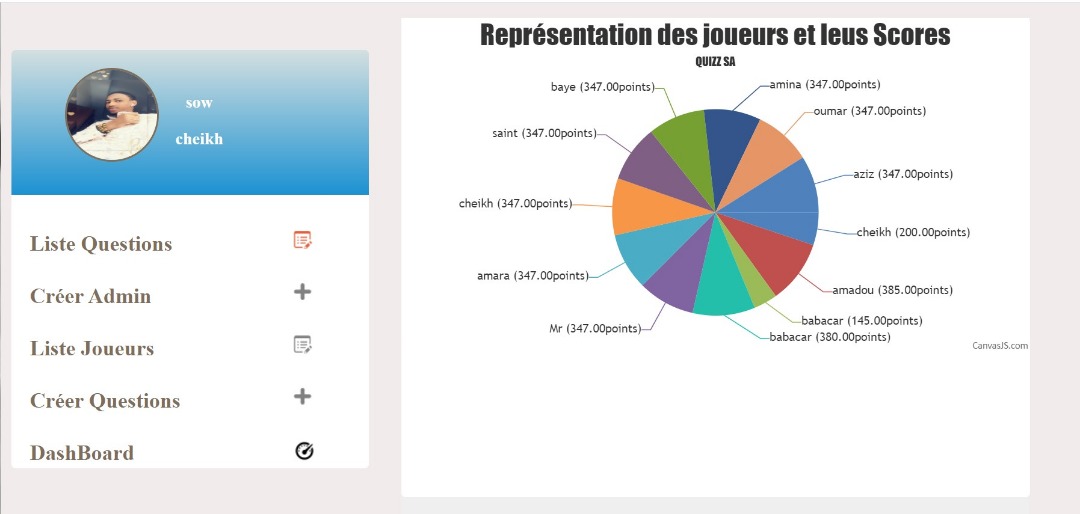 sow
cheikh
Liste Questions
Créer Admin
Liste Joueurs
Créer Questions
DashBoard
Représentation des joueurs et leus Scores
QUIZZ SA
baye (347.00points)
amina (347.00points)
oumar (347.00points)
saint (347.00points)
aziz (347.00points)
cheikh (347.00points)
cheikh (200.00points)
amara (347.00points)
amadou (385.00points)
babacar (145.00points)
Mr (347.00points)
babacar (380.00points)
CanvasJS.com